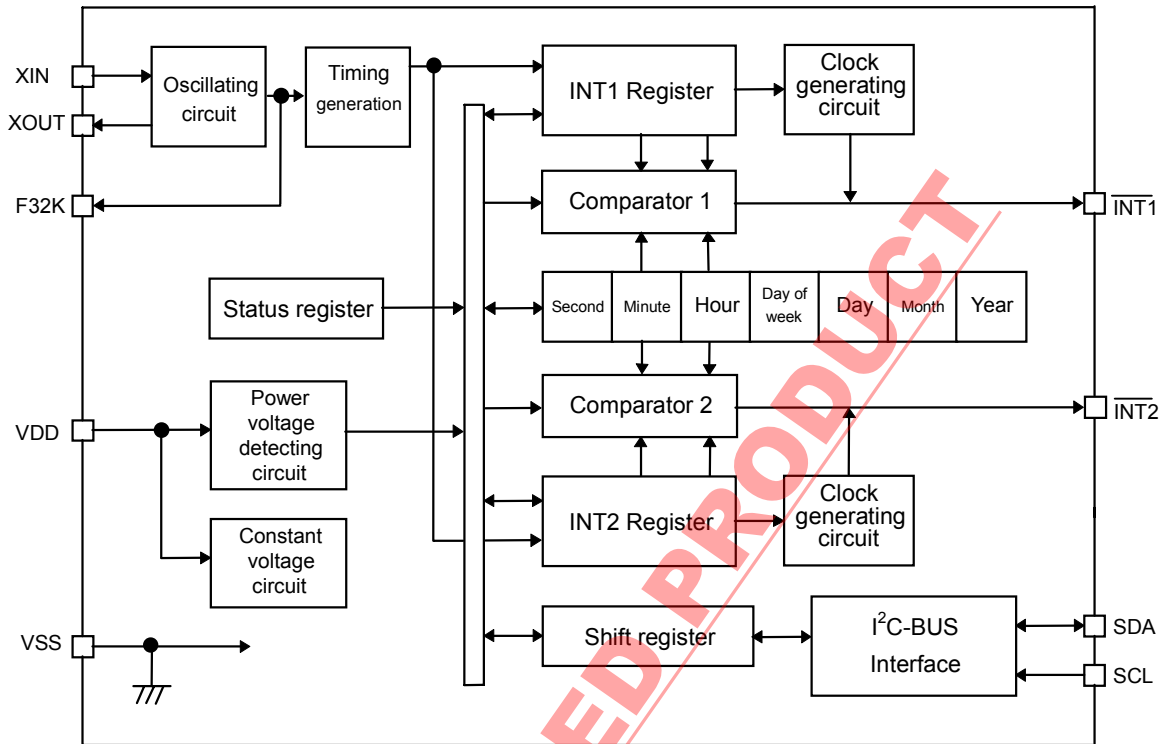 XIN
XOUT
F32K
Oscillating
circuit
Timing
generation
INT1 Register
Clock
generating
circuit
Comparator 1
INT1
Status register
Second
Minute
Hour
Day of
week
Day
Month
Year
VDD
Power
voltage
detecting
circuit
Comparator 2
INT2
Constant
voltage
circuit
INT2 Register
Clock
generating
circuit
VSS
Shift register
I²C-BUS
Interface
SDA
SCL
ED PRODUCT